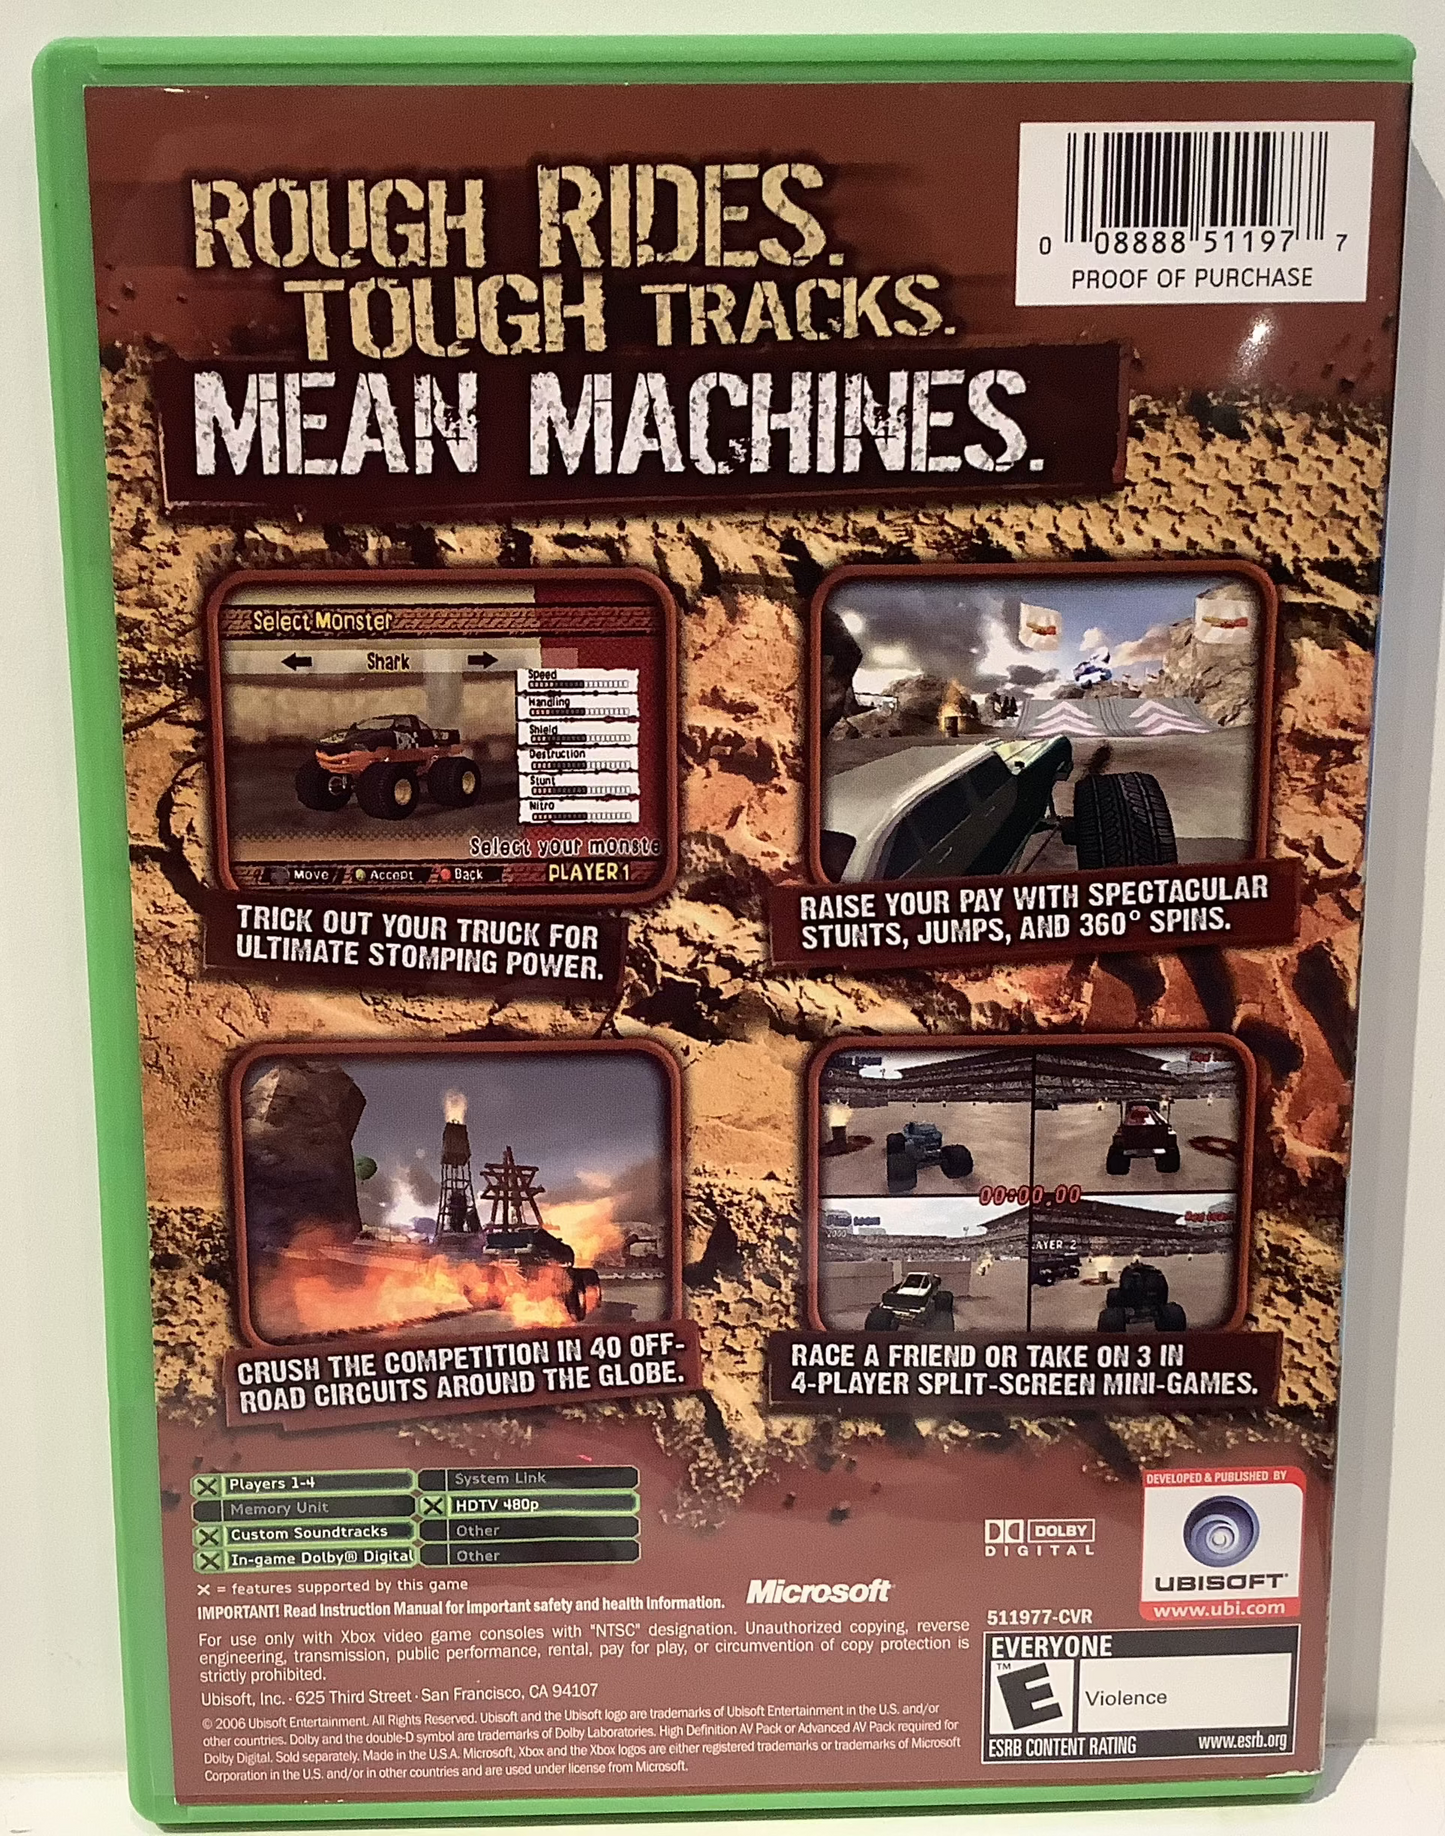 ROUGH RIDES.
TOUGH TRACKS.
MEAN MACHINES.
0 08888 51197 7
PROOF OF PURCHASE
Select Monster
Shark
Speed
Handling
Shield
Destruction
Stunt
Nitro
Select your monste
Move Accept Back PLAYER 1
TRICK OUT YOUR TRUCK FOR
ULTIMATE STOMPING POWER.
RAISE YOUR PAY WITH SPECTACULAR
STUNTS, JUMPS, AND 360° SPINS.
00:00.00
AYER 2
CRUSH THE COMPETITION IN 40 OFF-
ROAD CIRCUITS AROUND THE GLOBE.
RACE A FRIEND OR TAKE ON 3 IN
4-PLAYER SPLIT-SCREEN MINI-GAMES.
X Players 1-4
System Link
Memory Unit
X HDTV 480p
X Custom Soundtracks
Other
X In-game Dolby® Digital
Other
X = features supported by this game
IMPORTANT! Read Instruction Manual for important safety and health information.
Microsoft
For use only with Xbox video game consoles with "NTSC" designation. Unauthorized copying, reverse
engineering, transmission, public performance, rental, pay for play, or circumvention of copy protection is
strictly prohibited.
Ubisoft, Inc. · 625 Third Street · San Francisco, CA 94107
© 2006 Ubisoft Entertainment. All Rights Reserved. Ubisoft and the Ubisoft logo are trademarks of Ubisoft Entertainment in the U.S. and/or
other countries. Dolby and the double-D symbol are trademarks of Dolby Laboratories. High Definition AV Pack or Advanced AV Pack required for
Dolby Digital. Sold separately. Made in the U.S.A. Microsoft, Xbox and the Xbox logos are either registered trademarks or trademarks of Microsoft
Corporation in the U.S. and/or in other countries and are used under license from Microsoft.
DOLBY
DIGITAL
DEVELOPED & PUBLISHED BY
UBISOFT
www.ubi.com
511977-CVR
EVERYONE
E™
Violence
ESRB CONTENT RATING www.esrb.org